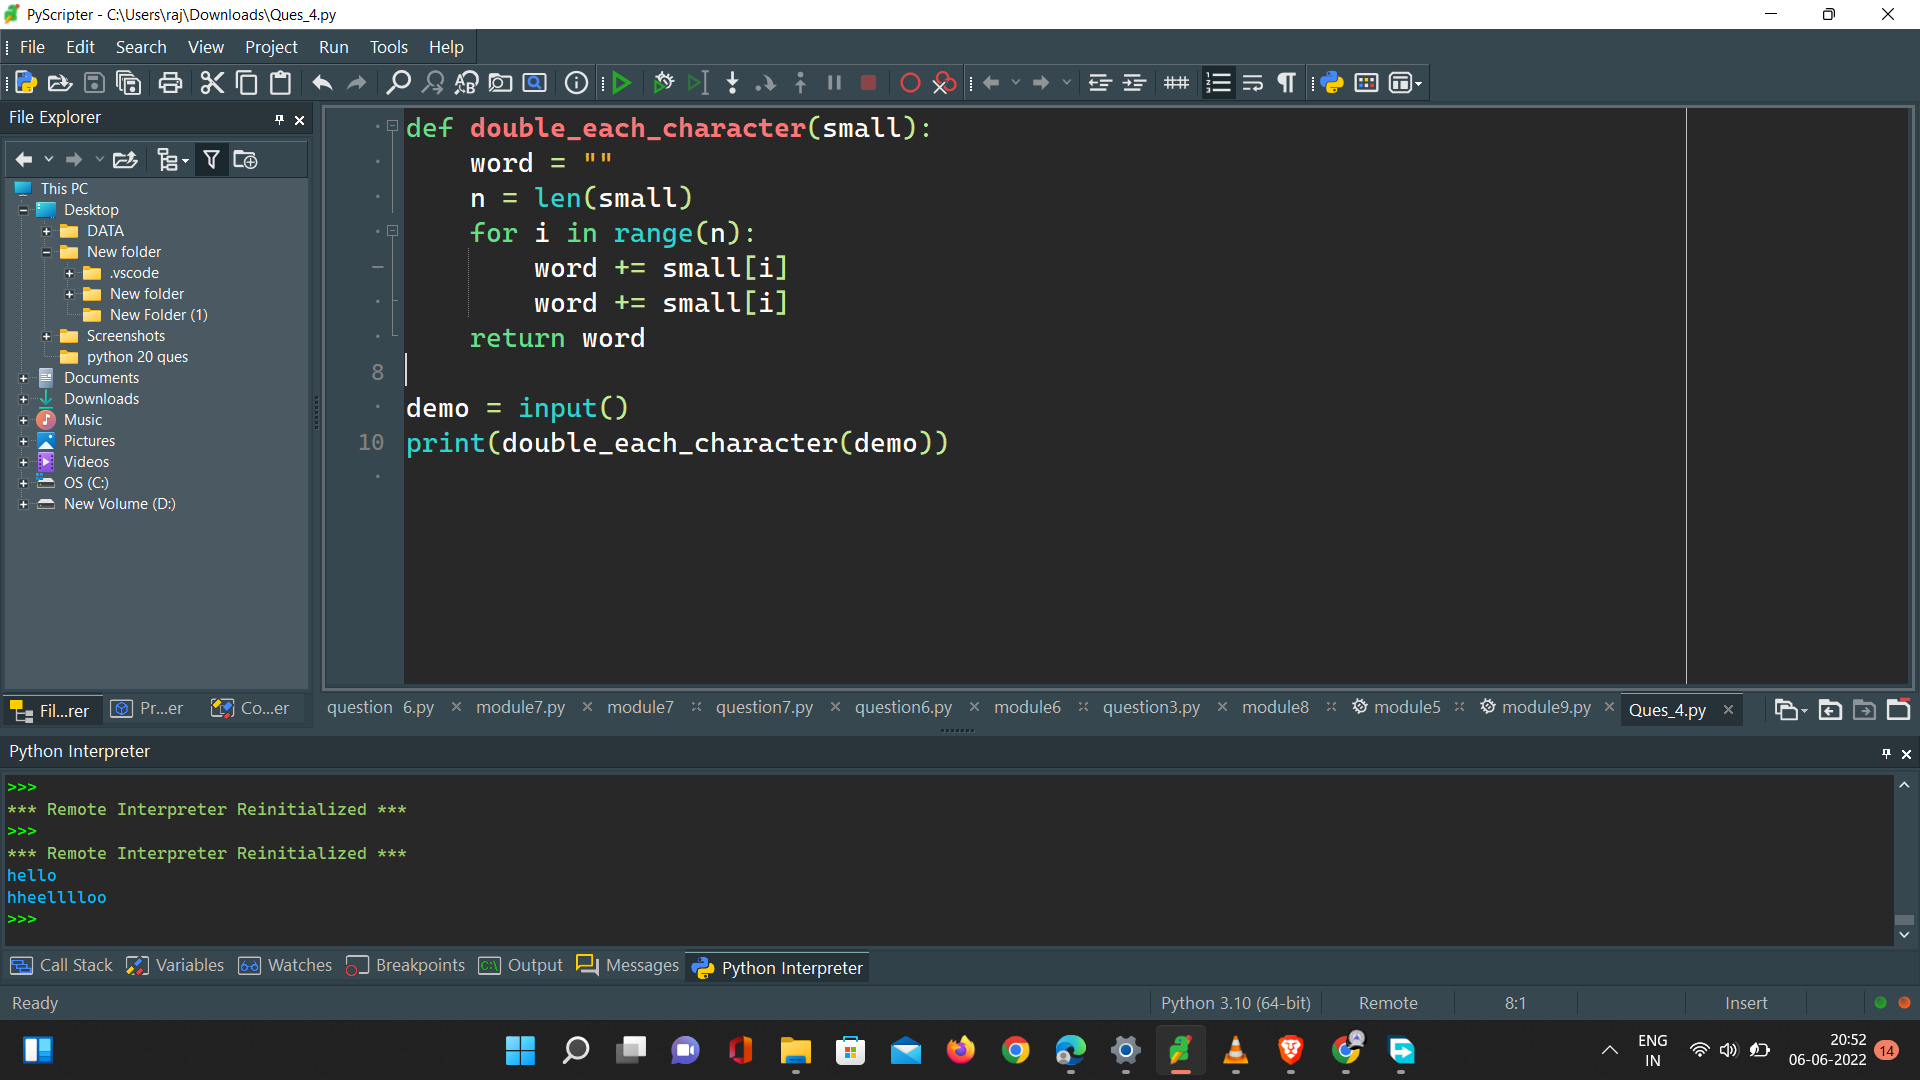 PyScripter - C:\Users\raj\Downloads\Ques_4.py
File Edit Search View Project Run Tools Help
File Explorer
This PC
Desktop
DATA
New folder
.vscode
New folder
New Folder (1)
Screenshots
python 20 ques
Documents
Downloads
Music
Pictures
Videos
OS (C:)
New Volume (D:)
Fil...rer Pr...er Co...er
def double_each_character(small):
    word = ""
    n = len(small)
    for i in range(n):
        word += small[i]
        word += small[i]
    return word
8
demo = input()
10 print(double_each_character(demo))
question 6.py module7.py module7 question7.py question6.py module6 question3.py module8 module5 module9.py Ques_4.py
Python Interpreter
>>>
*** Remote Interpreter Reinitialized ***
>>>
*** Remote Interpreter Reinitialized ***
hello
hheelllloo
>>>
Call Stack Variables Watches Breakpoints Output Messages Python Interpreter
Ready Python 3.10 (64-bit) Remote 8:1 Insert
ENG
IN
20:52
06-06-2022
14